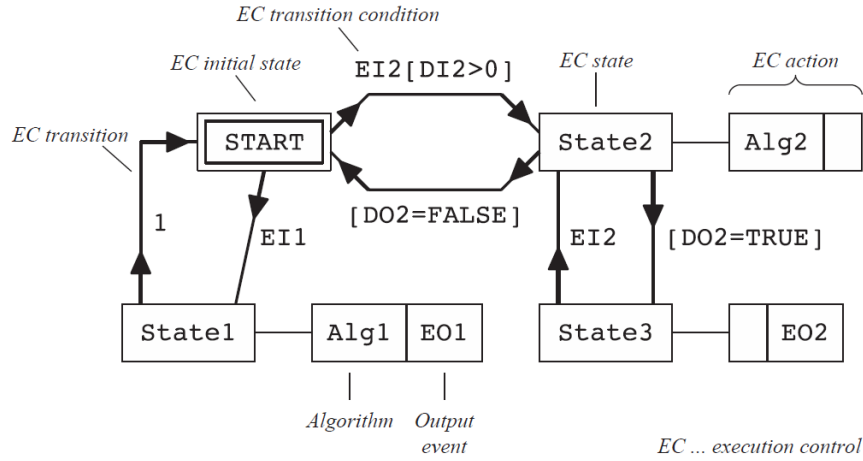 EC transition condition
EC initial state
EI2[DI2>0]
EC state
EC action
EC transition
START
State2
Alg2
1
EI1
[DO2=FALSE]
EI2
[DO2=TRUE]
State1
Alg1
EO1
State3
EO2
Algorithm
Output
event
EC ... execution control